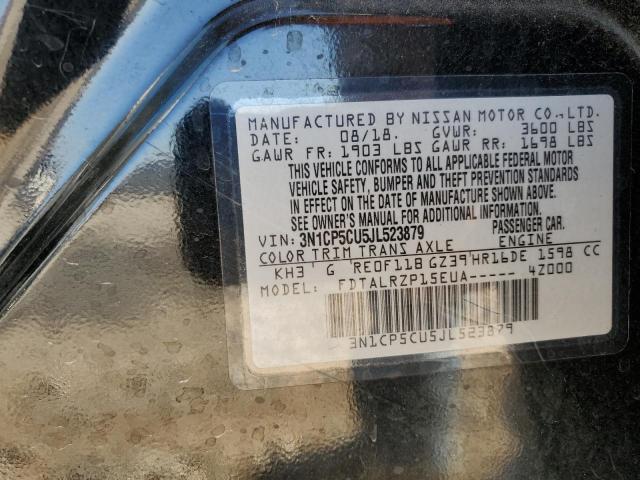 MANUFACTURED BY NISSAN MOTOR CO.,LTD.
DATE: 08/18. GVWR: 3600 LBS
GAWR FR: 1903 LBS GAWR RR: 1698 LBS
THIS VEHICLE CONFORMS TO ALL APPLICABLE FEDERAL MOTOR
VEHICLE SAFETY, BUMPER AND THEFT PREVENTION STANDARDS
IN EFFECT ON THE DATE OF MANUFACTURE SHOWN ABOVE.
SEE OWNER'S MANUAL FOR ADDITIONAL INFORMATION.
VIN: 3N1CP5CU5JL523879 PASSENGER CAR.
COLOR TRIM TRANS AXLE ENGINE
KH3 G RE0F11B GZ39 HR16DE 1598 CC
MODEL: FDTALRZP15EUA----- 4Z000
3N1CP5CU5JL523879